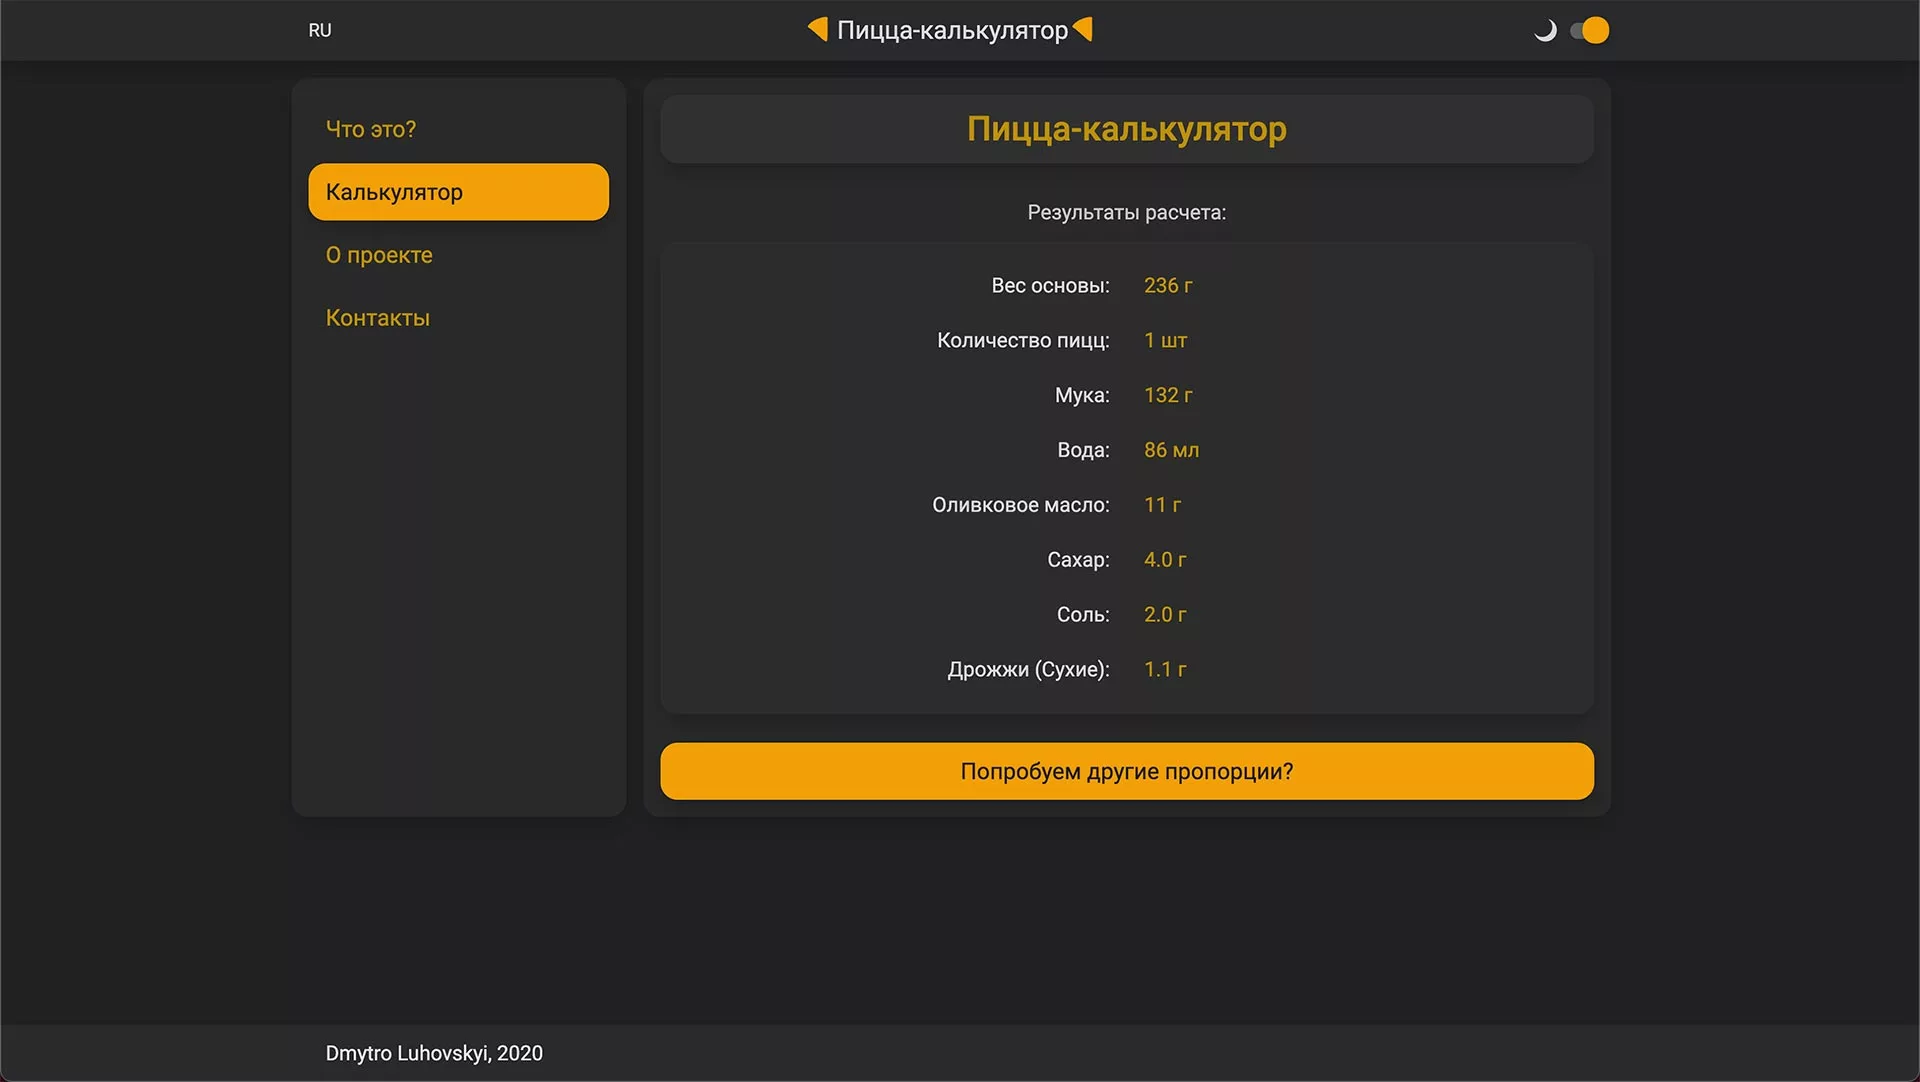 RU
Пицца-калькулятор
Что это?
Калькулятор
О проекте
Контакты
Пицца-калькулятор
Результаты расчета:
Вес основы: 236 г
Количество пицц: 1 шт
Мука: 132 г
Вода: 86 мл
Оливковое масло: 11 г
Сахар: 4.0 г
Соль: 2.0 г
Дрожжи (Сухие): 1.1 г
Попробуем другие пропорции?
Dmytro Luhovskyi, 2020